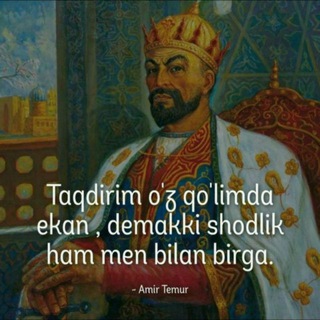 Taqdirim o'z qo'limda
ekan , demakki shodlik
ham men bilan birga.
- Amir Temur